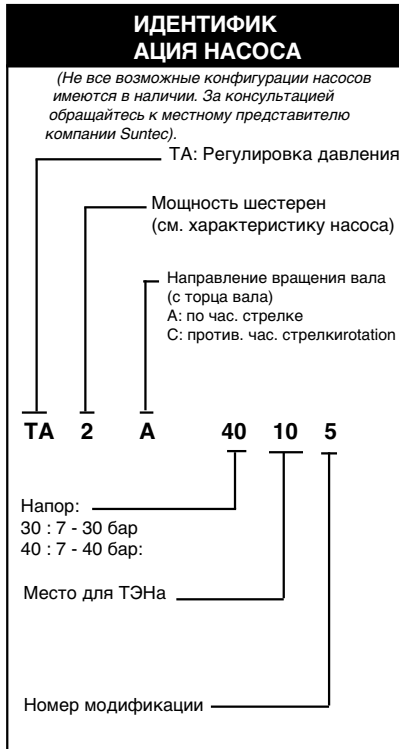 ИДЕНТИФИК
АЦИЯ НАСОСА
(Не все возможные конфигурации насосов
имеются в наличии. За консультацией
обращайтесь к местному представителю
компании Suntec).
TA: Регулировка давления
Мощность шестерен
(см. характеристику насоса)
Направление вращения вала
(с торца вала)
А: по час. стрелке
С: против. час. стрелкиrotation
TA 2 A 40 10 5
Напор:
30 : 7 - 30 бар
40 : 7 - 40 бар:
Место для ТЭНа
Номер модификации